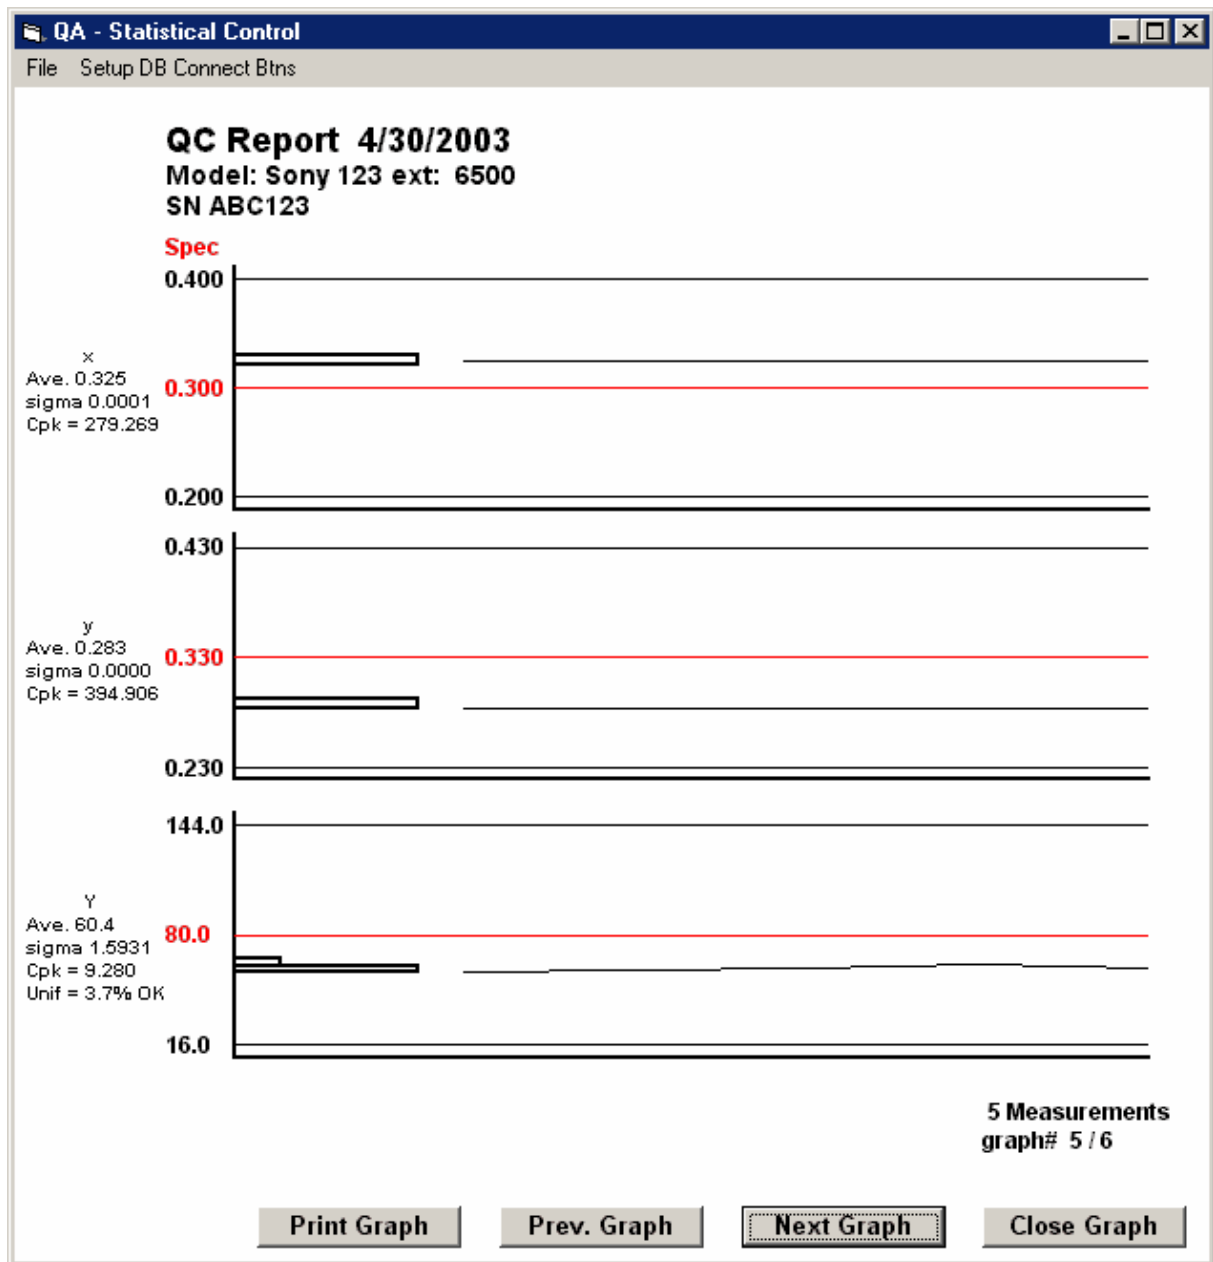 QA - Statistical Control
File Setup DB Connect Btns
QC Report 4/30/2003
Model: Sony 123 ext: 6500
SN ABC123
Spec
0.400
x
Ave. 0.325
sigma 0.0001
Cpk = 279.269
0.300
0.200
0.430
y
Ave. 0.283
sigma 0.0000
Cpk = 394.906
0.330
0.230
144.0
Y
Ave. 60.4
sigma 1.5931
Cpk = 9.280
Unif = 3.7% OK
80.0
16.0
5 Measurements
graph# 5 / 6
Print Graph Prev. Graph Next Graph Close Graph